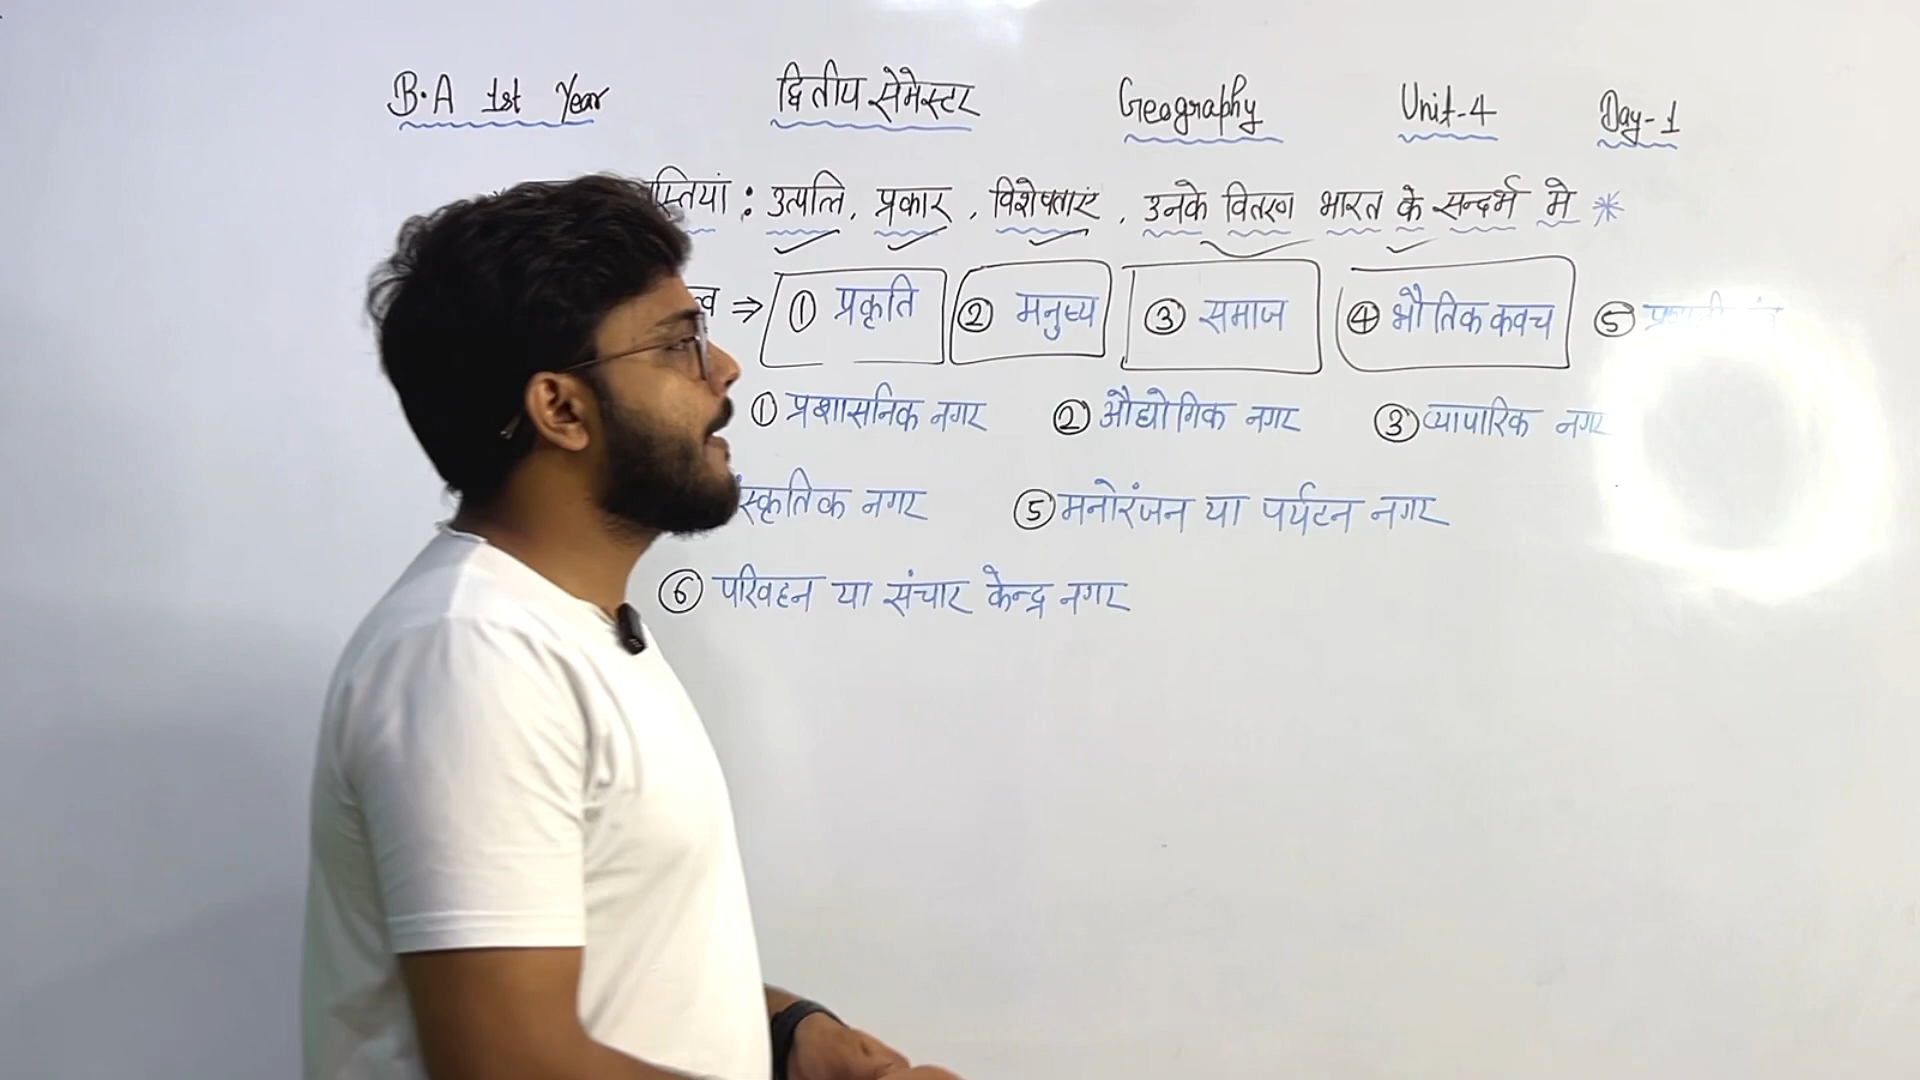 B.A 1st Year द्वितीय सेमेस्टर Geography Unit-4 Day-1
: उत्पत्ति, प्रकार, विशेषताएं, उनके वितरण भारत के सन्दर्भ मे *
⇒ ① प्रकृति ② मनुष्य ③ समाज ④ भौतिक कवच ⑤
① प्रशासनिक नगर ② औद्योगिक नगर ③ व्यापारिक नगर
नगर ⑤ मनोरंजन या पर्यटन नगर
⑥ परिवहन या संचार केन्द्र नगर